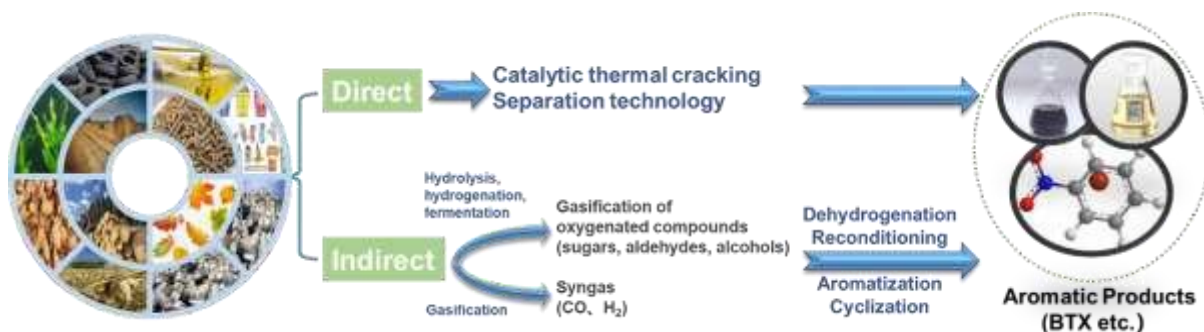 Direct
Catalytic thermal cracking
Separation technology
Hydrolysis,
hydrogenation,
fermentation
Indirect
Gasification
Gasification of
oxygenated compounds
(sugars, aldehydes, alcohols)
Syngas
(CO、H₂)
Dehydrogenation
Reconditioning
Aromatization
Cyclization
Aromatic Products
(BTX etc.)